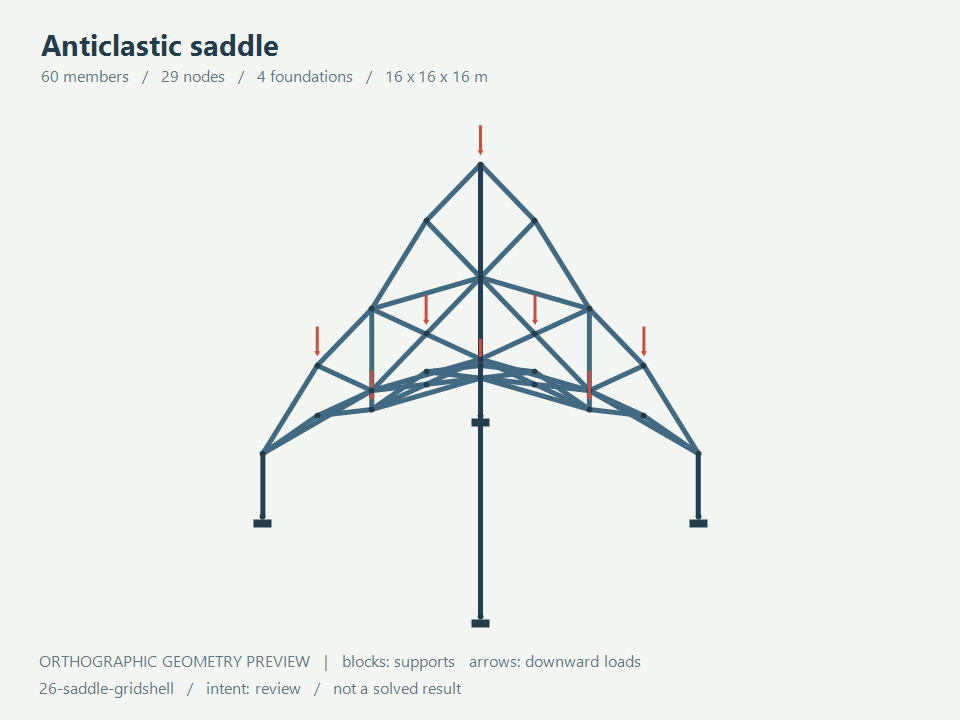 Anticlastic saddle
60 members / 29 nodes / 4 foundations / 16 x 16 x 16 m
ORTHOGRAPHIC GEOMETRY PREVIEW | blocks: supports arrows: downward loads
26-saddle-gridshell / intent: review / not a solved result